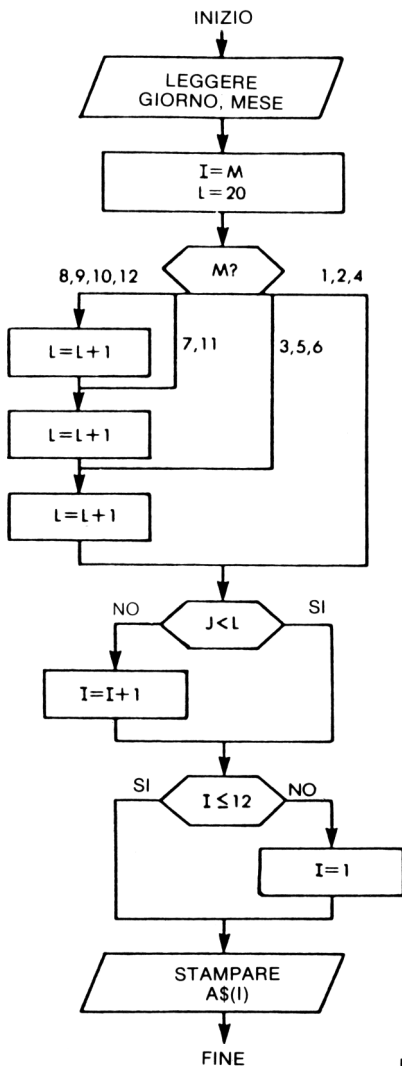 INIZIO
LEGGERE
GIORNO, MESE
I=M
L=20
M?
8,9,10,12
1,2,4
7,11
3,5,6
L=L+1
L=L+1
L=L+1
NO
J<L
SI
I=I+1
SI
I≤12
NO
I=1
STAMPARE
A$(I)
FINE